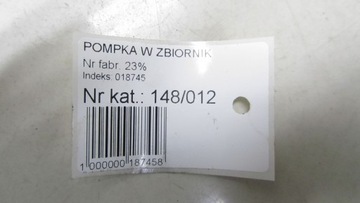 POMPKA W ZBIORNIK
Nr fabr. 23%
Indeks: 018745
Nr kat.: 148/012
1 000000 187458